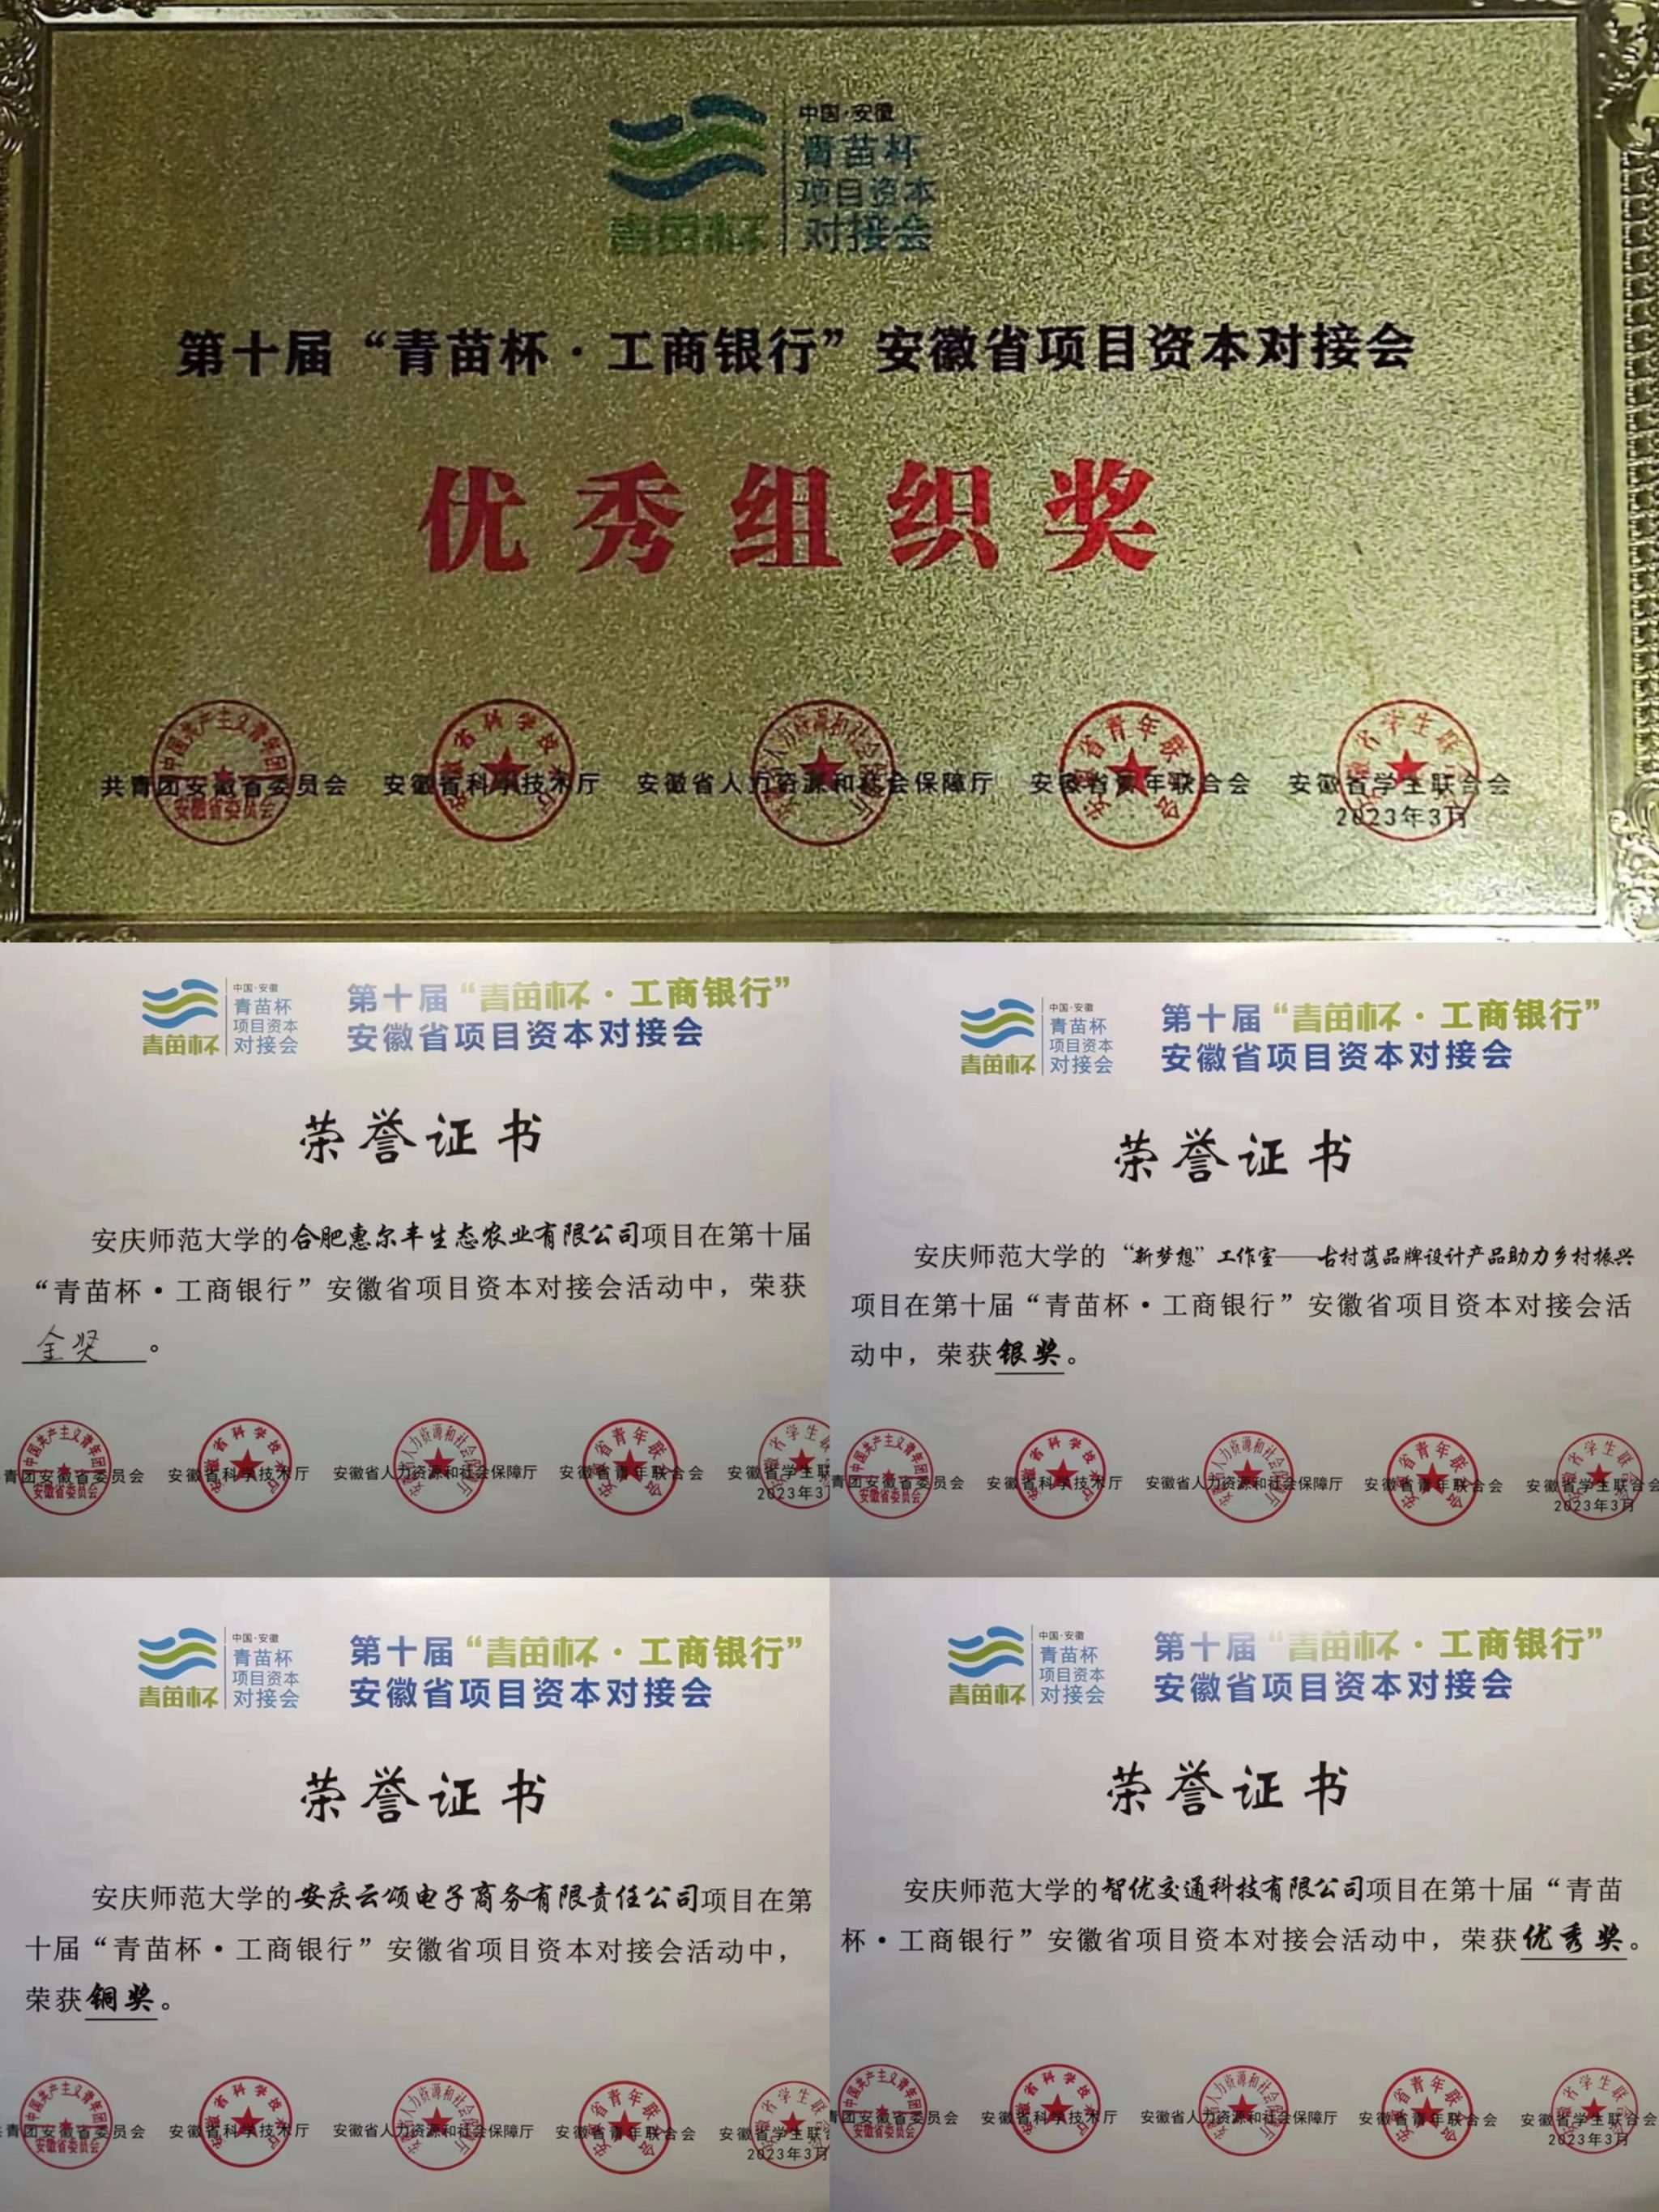 中国·安徽
青苗杯
项目资本
对接会
青苗杯
第十届“青苗杯·工商银行”安徽省项目资本对接会
优秀组织奖
共青团安徽省委员会 安徽省科学技术厅 安徽省人力资源和社会保障厅 安徽省青年联合会 安徽省学生联合会
2023年3月
中国·安徽
青苗杯
项目资本
对接会
青苗杯
第十届“青苗杯·工商银行”
安徽省项目资本对接会
荣誉证书
安庆师范大学的合肥惠尔丰生态农业有限公司项目在第十届
“青苗杯·工商银行”安徽省项目资本对接会活动中，荣获
金奖。
青团安徽省委员会 安徽省科学技术厅 安徽省人力资源和社会保障厅 安徽省青年联合会 安徽省学生联
2023年3
中国·安徽
青苗杯
项目资本
对接会
青苗杯
第十届“青苗杯·工商银行”
安徽省项目资本对接会
荣誉证书
安庆师范大学的“新梦想”工作室——古村落品牌设计产品助力乡村振兴
项目在第十届“青苗杯·工商银行”安徽省项目资本对接会活
动中，荣获银奖。
青团安徽省委员会 安徽省科学技术厅 安徽省人力资源和社会保障厅 安徽省青年联合会 安徽省学生联合会
2023年3月
中国·安徽
青苗杯
项目资本
对接会
青苗杯
第十届“青苗杯·工商银行”
安徽省项目资本对接会
荣誉证书
安庆师范大学的安庆云颂电子商务有限责任公司项目在第
十届“青苗杯·工商银行”安徽省项目资本对接会活动中，
荣获铜奖。
青团安徽省委员会 安徽省科学技术厅 安徽省人力资源和社会保障厅 安徽省青年联合会 安徽省学生联
2023年3月
中国·安徽
青苗杯
项目资本
对接会
青苗杯
第十届“青苗杯·工商银行”
安徽省项目资本对接会
荣誉证书
安庆师范大学的智优交通科技有限公司项目在第十届“青苗
杯·工商银行”安徽省项目资本对接会活动中，荣获优秀奖。
青团安徽省委员会 安徽省科学技术厅 安徽省人力资源和社会保障厅 安徽省青年联合会 安徽省学生联合会
2023年3月